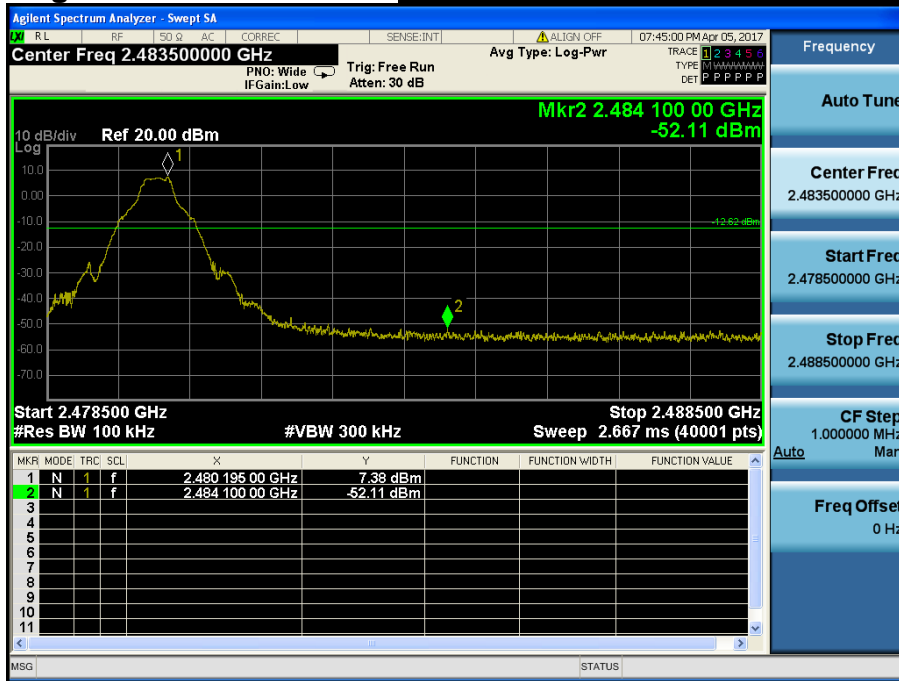 Agilent Spectrum Analyzer - Swept SA
LXI RL RF 50 Ω AC CORREC SENSE:INT ALIGN OFF 07:45:00 PM Apr 05, 2017
Center Freq 2.483500000 GHz
PNO: Wide
IFGain:Low
Trig: Free Run
Atten: 30 dB
Avg Type: Log-Pwr
TRACE 1 2 3 4 5 6
TYPE M WWWWW
DET P P P P P P
Mkr2 2.484 100 00 GHz
-52.11 dBm
10 dB/div Ref 20.00 dBm
Log
1
10.0
0.00
-10.0
-12.62 dBm
-20.0
-30.0
-40.0
2
-50.0
-60.0
-70.0
Start 2.478500 GHz Stop 2.488500 GHz
#Res BW 100 kHz #VBW 300 kHz Sweep 2.667 ms (40001 pts)
MKR MODE TRC SCL X Y FUNCTION FUNCTION WIDTH FUNCTION VALUE
1 N 1 f 2.480 195 00 GHz 7.38 dBm
2 N 1 f 2.484 100 00 GHz -52.11 dBm
3
4
5
6
7
8
9
10
11
MSG STATUS
Frequency
Auto Tune
Center Freq
2.483500000 GHz
Start Freq
2.478500000 GHz
Stop Freq
2.488500000 GHz
CF Step
1.000000 MHz
Auto Man
Freq Offset
0 Hz